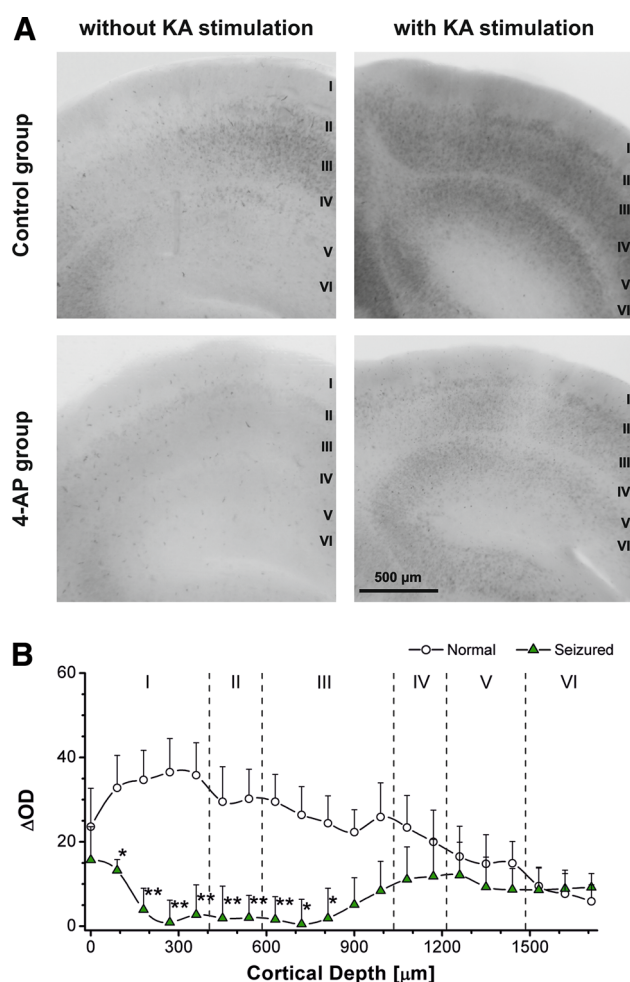 A
without KA stimulation
with KA stimulation
Control group
I
II
III
IV
V
VI
I
II
III
IV
V
VI
4-AP group
I
II
III
IV
V
VI
I
II
III
IV
V
VI
500 µm
B
Normal
Seizured
I II III IV V VI
60
40
20
0
ΔOD
* ** ** ** ** ** ** * *
0 300 600 900 1200 1500
Cortical Depth [µm]